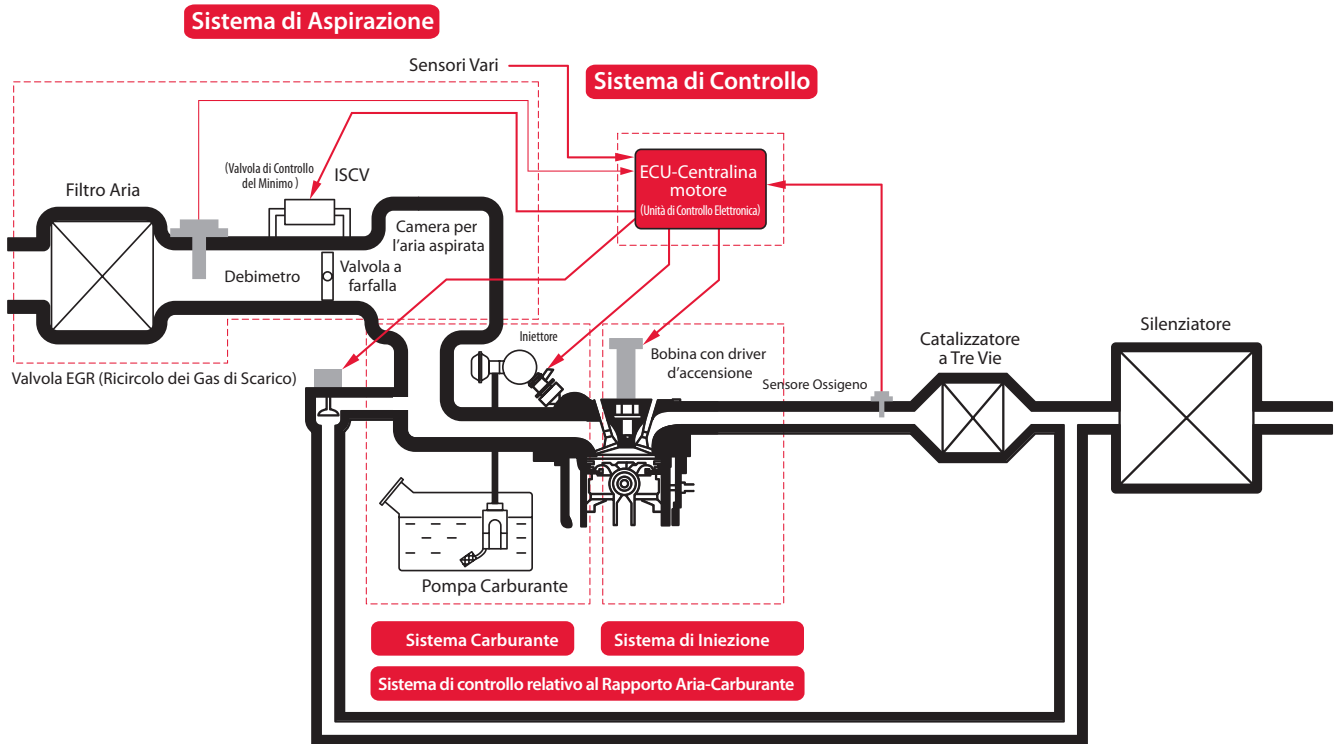 Sistema di Aspirazione
Sensori Vari
Sistema di Controllo
(Valvola di Controllo
del Minimo )
ISCV
Filtro Aria
ECU-Centralina
motore
(Unità di Controllo Elettronica)
Camera per
l'aria aspirata
Debimetro
Valvola a
farfalla
Iniettore
Bobina con driver
d'accensione
Catalizzatore
a Tre Vie
Silenziatore
Valvola EGR (Ricircolo dei Gas di Scarico)
Sensore Ossigeno
Pompa Carburante
Sistema Carburante
Sistema di Iniezione
Sistema di controllo relativo al Rapporto Aria-Carburante